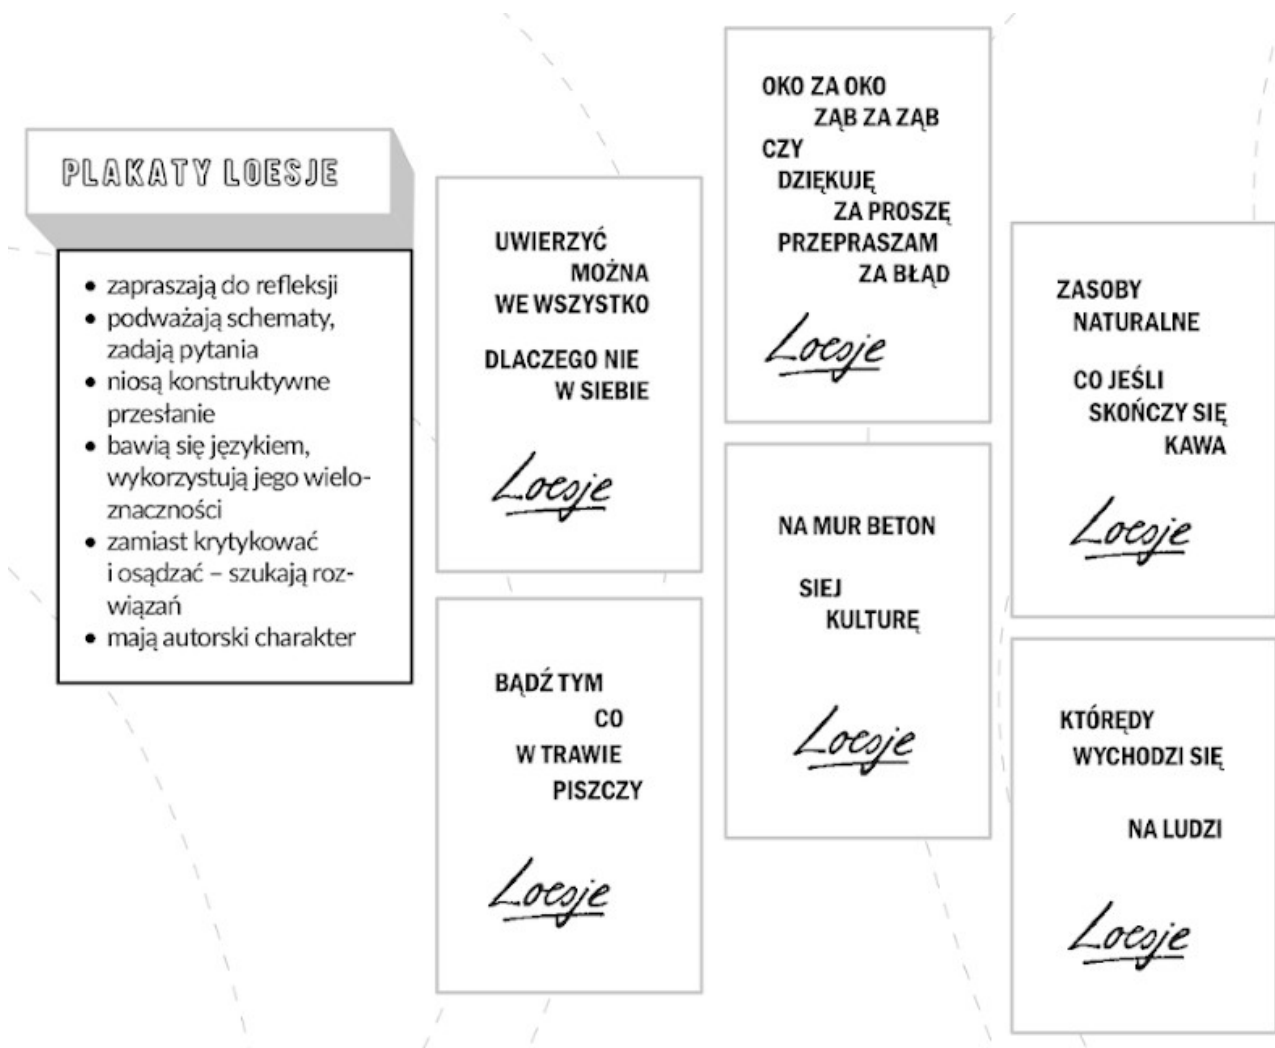 PLAKATY LOESJE
• zapraszają do refleksji
• podważają schematy,
zadają pytania
• niosą konstruktywne
przesłanie
• bawią się językiem,
wykorzystują jego wielo-
znaczności
• zamiast krytykować
i osądzać – szukają roz-
wiązań
• mają autorski charakter
UWIERZYĆ
MOŻNA
WE WSZYSTKO
DLACZEGO NIE
W SIEBIE
Loesje
BĄDŹ TYM
CO
W TRAWIE
PISZCZY
Loesje
OKO ZA OKO
ZĄB ZA ZĄB
CZY
DZIĘKUJĘ
ZA PROSZĘ
PRZEPRASZAM
ZA BŁĄD
Loesje
NA MUR BETON
SIEJ
KULTURĘ
Loesje
ZASOBY
NATURALNE
CO JEŚLI
SKOŃCZY SIĘ
KAWA
Loesje
KTÓRĘDY
WYCHODZI SIĘ
NA LUDZI
Loesje